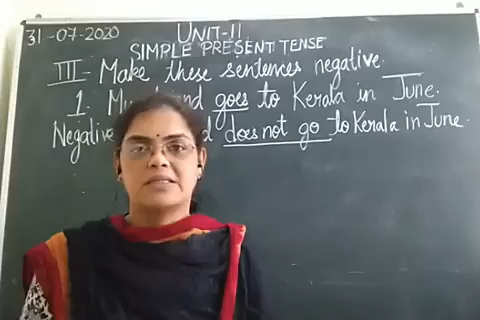 31-07-2020
UNIT-II
SIMPLE PRESENT TENSE
III- Make these sentences negative.
1. goes to Kerala in June.
Negative does not go to Kerala in June.